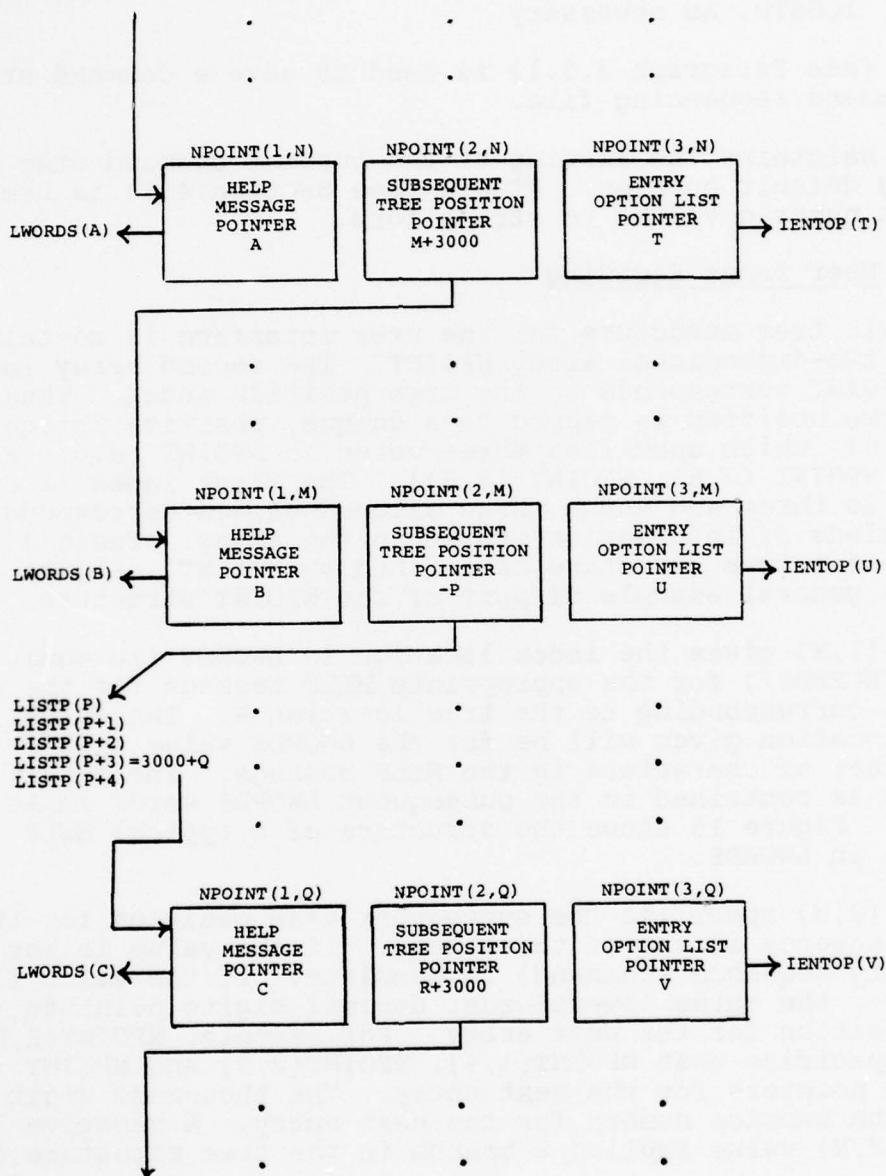 NPOINT(1,N) NPOINT(2,N) NPOINT(3,N)
HELP MESSAGE POINTER A
SUBSEQUENT TREE POSITION POINTER M+3000
ENTRY OPTION LIST POINTER T
LWORDS(A)
IENTOP(T)
NPOINT(1,M) NPOINT(2,M) NPOINT(3,M)
HELP MESSAGE POINTER B
SUBSEQUENT TREE POSITION POINTER -P
ENTRY OPTION LIST POINTER U
LWORDS(B)
IENTOP(U)
LISTP(P)
LISTP(P+1)
LISTP(P+2)
LISTP(P+3)=3000+Q
LISTP(P+4)
NPOINT(1,Q) NPOINT(2,Q) NPOINT(3,Q)
HELP MESSAGE POINTER C
SUBSEQUENT TREE POSITION POINTER R+3000
ENTRY OPTION LIST POINTER V
LWORDS(C)
IENTOP(V)